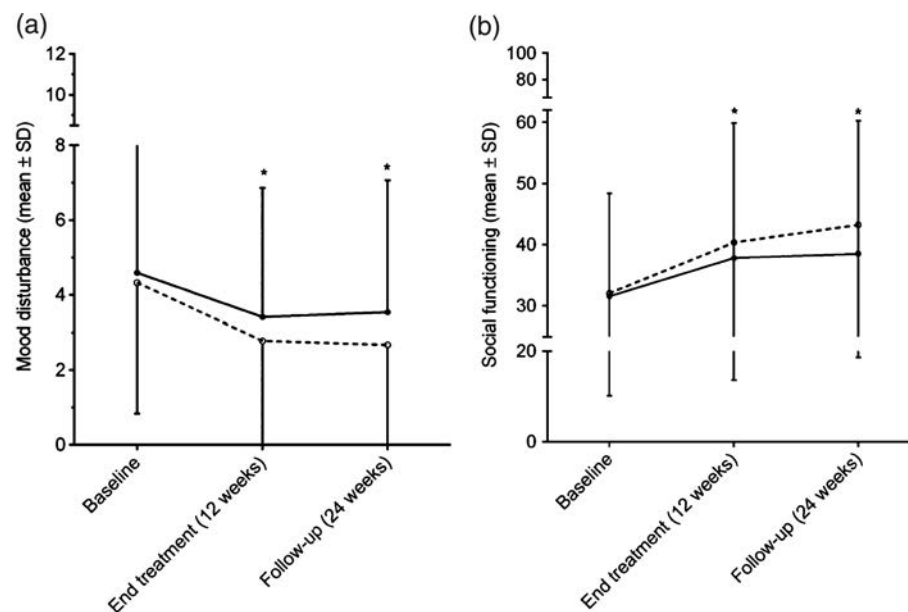 (a)
12
10
8
6
4
2
0
Mood disturbance (mean ± SD)
*
*
Baseline
End treatment (12 weeks)
Follow-up (24 weeks)
(b)
100
80
60
50
40
30
20
0
Social functioning (mean ± SD)
*
*
Baseline
End treatment (12 weeks)
Follow-up (24 weeks)